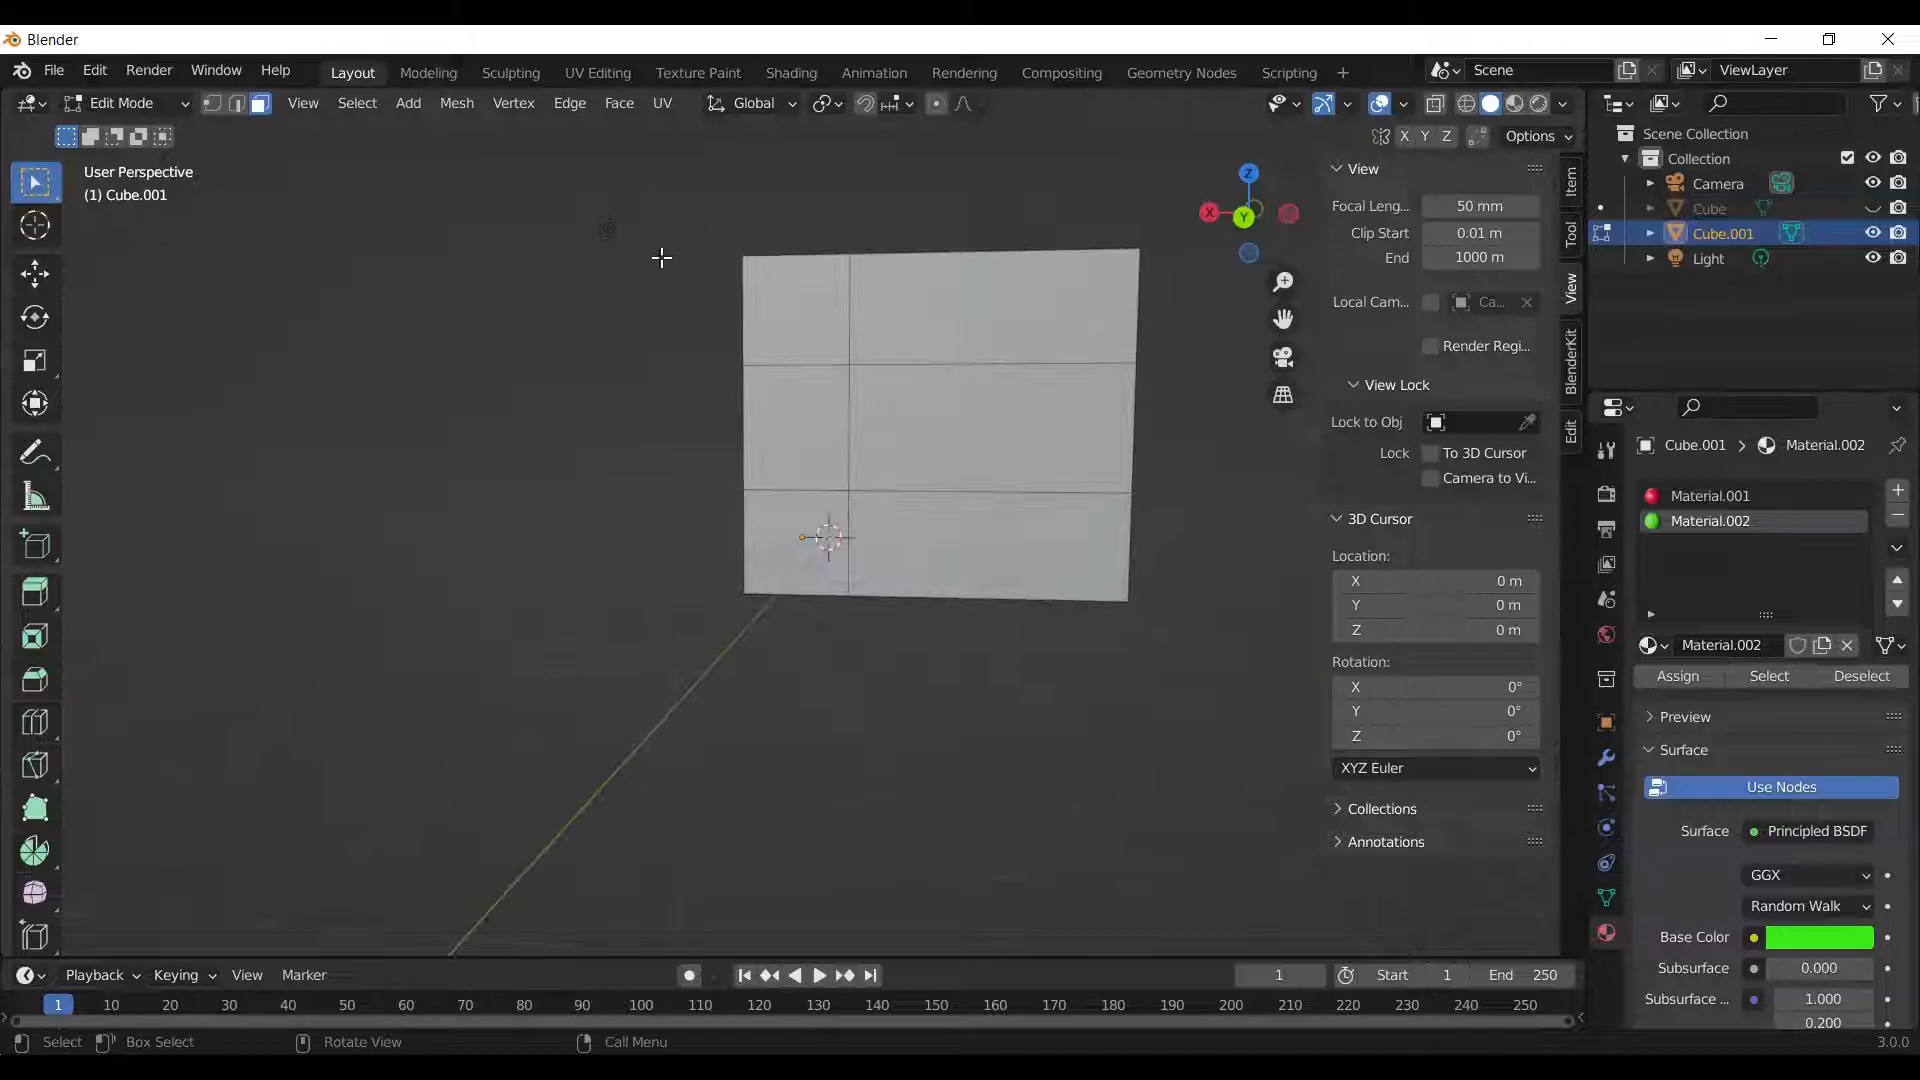 Blender
File Edit Render Window Help
Layout Modeling Sculpting UV Editing Texture Paint Shading Animation Rendering Compositing Geometry Nodes Scripting +
Scene
ViewLayer
Edit Mode View Select Add Mesh Vertex Edge Face UV Global
X Y Z Options
User Perspective
(1) Cube.001
Z
X
Y
View
Focal Leng... 50 mm
Clip Start 0.01 m
End 1000 m
Local Cam... Ca...
Render Regi...
View Lock
Lock to Obj
Lock To 3D Cursor
Camera to Vi...
3D Cursor
Location:
X 0 m
Y 0 m
Z 0 m
Rotation:
X 0°
Y 0°
Z 0°
XYZ Euler
Collections
Annotations
Item
Tool
View
BlenderKit
Edit
Scene Collection
Collection
Camera
Cube
Cube.001
Light
Cube.001 > Material.002
Material.001
Material.002
Material.002
Assign Select Deselect
Preview
Surface
Use Nodes
Surface Principled BSDF
GGX
Random Walk
Base Color
Subsurface 0.000
Subsurface ... 1.000
0.200
Playback Keying View Marker
1 Start 1 End 250
1 10 20 30 40 50 60 70 80 90 100 110 120 130 140 150 160 170 180 190 200 210 220 230 240 250
Select Box Select Rotate View Call Menu 3.0.0